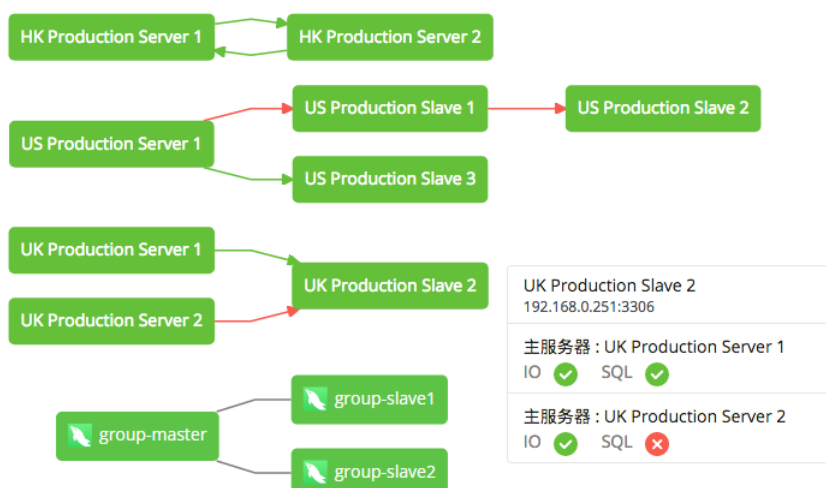 HK Production Server 1
HK Production Server 2
US Production Server 1
US Production Slave 1
US Production Slave 2
US Production Slave 3
UK Production Server 1
UK Production Server 2
UK Production Slave 2
group-master
group-slave1
group-slave2
UK Production Slave 2
192.168.0.251:3306
主服务器 : UK Production Server 1
IO SQL
主服务器 : UK Production Server 2
IO SQL